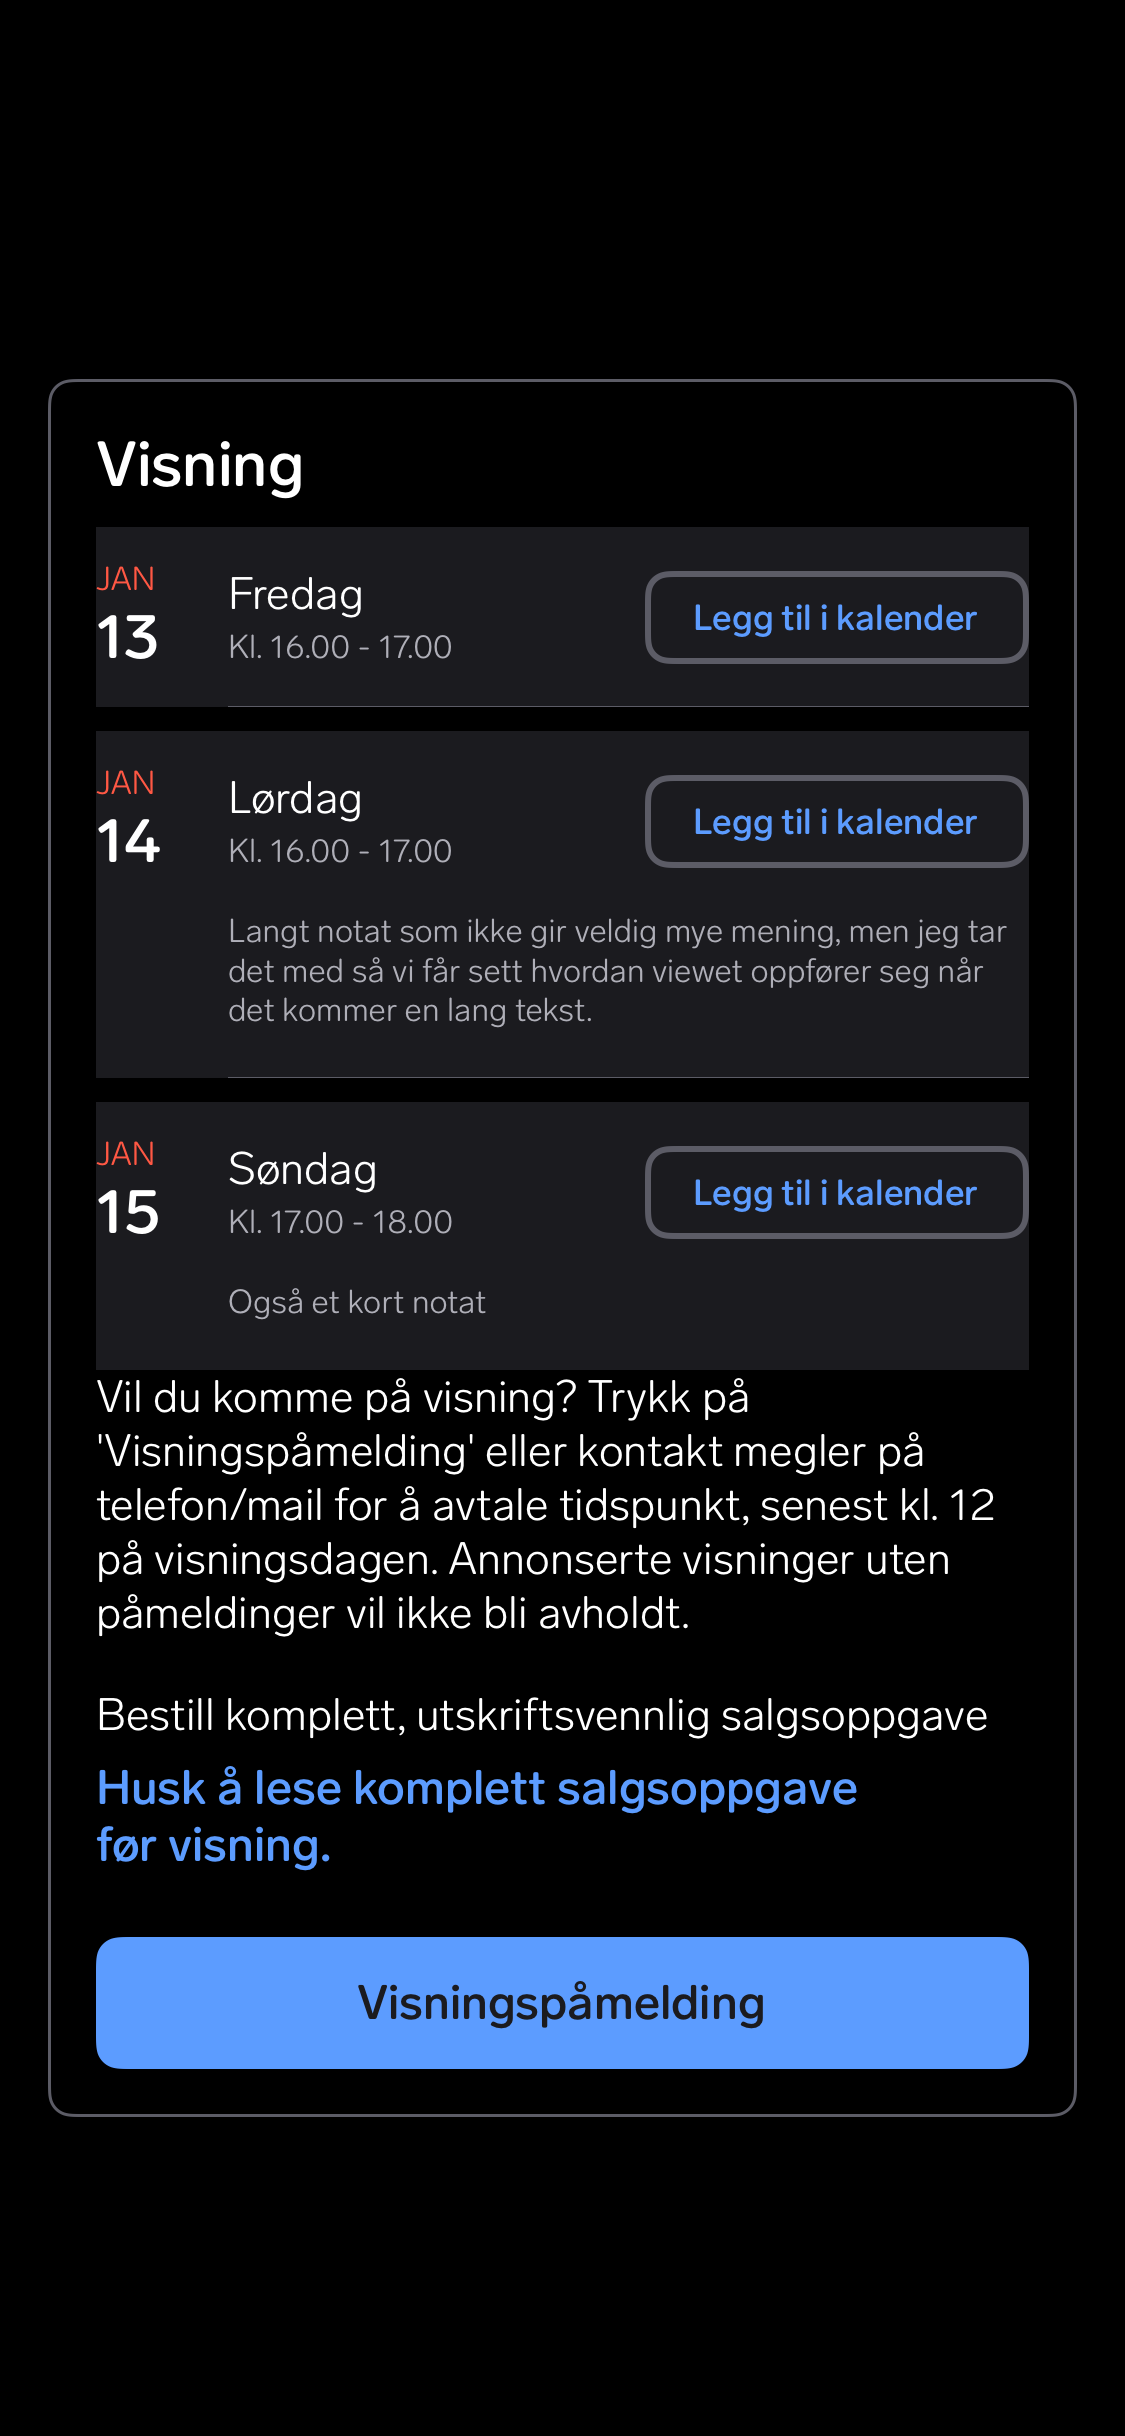 Visning
JAN
13
Fredag
Kl. 16.00 - 17.00
Legg til i kalender
JAN
14
Lørdag
Kl. 16.00 - 17.00
Legg til i kalender
Langt notat som ikke gir veldig mye mening, men jeg tar
det med så vi får sett hvordan viewet oppfører seg når
det kommer en lang tekst.
JAN
15
Søndag
Kl. 17.00 - 18.00
Legg til i kalender
Også et kort notat
Vil du komme på visning? Trykk på
'Visningspåmelding' eller kontakt megler på
telefon/mail for å avtale tidspunkt, senest kl. 12
på visningsdagen. Annonserte visninger uten
påmeldinger vil ikke bli avholdt.
Bestill komplett, utskriftsvennlig salgsoppgave
Husk å lese komplett salgsoppgave
før visning.
Visningspåmelding